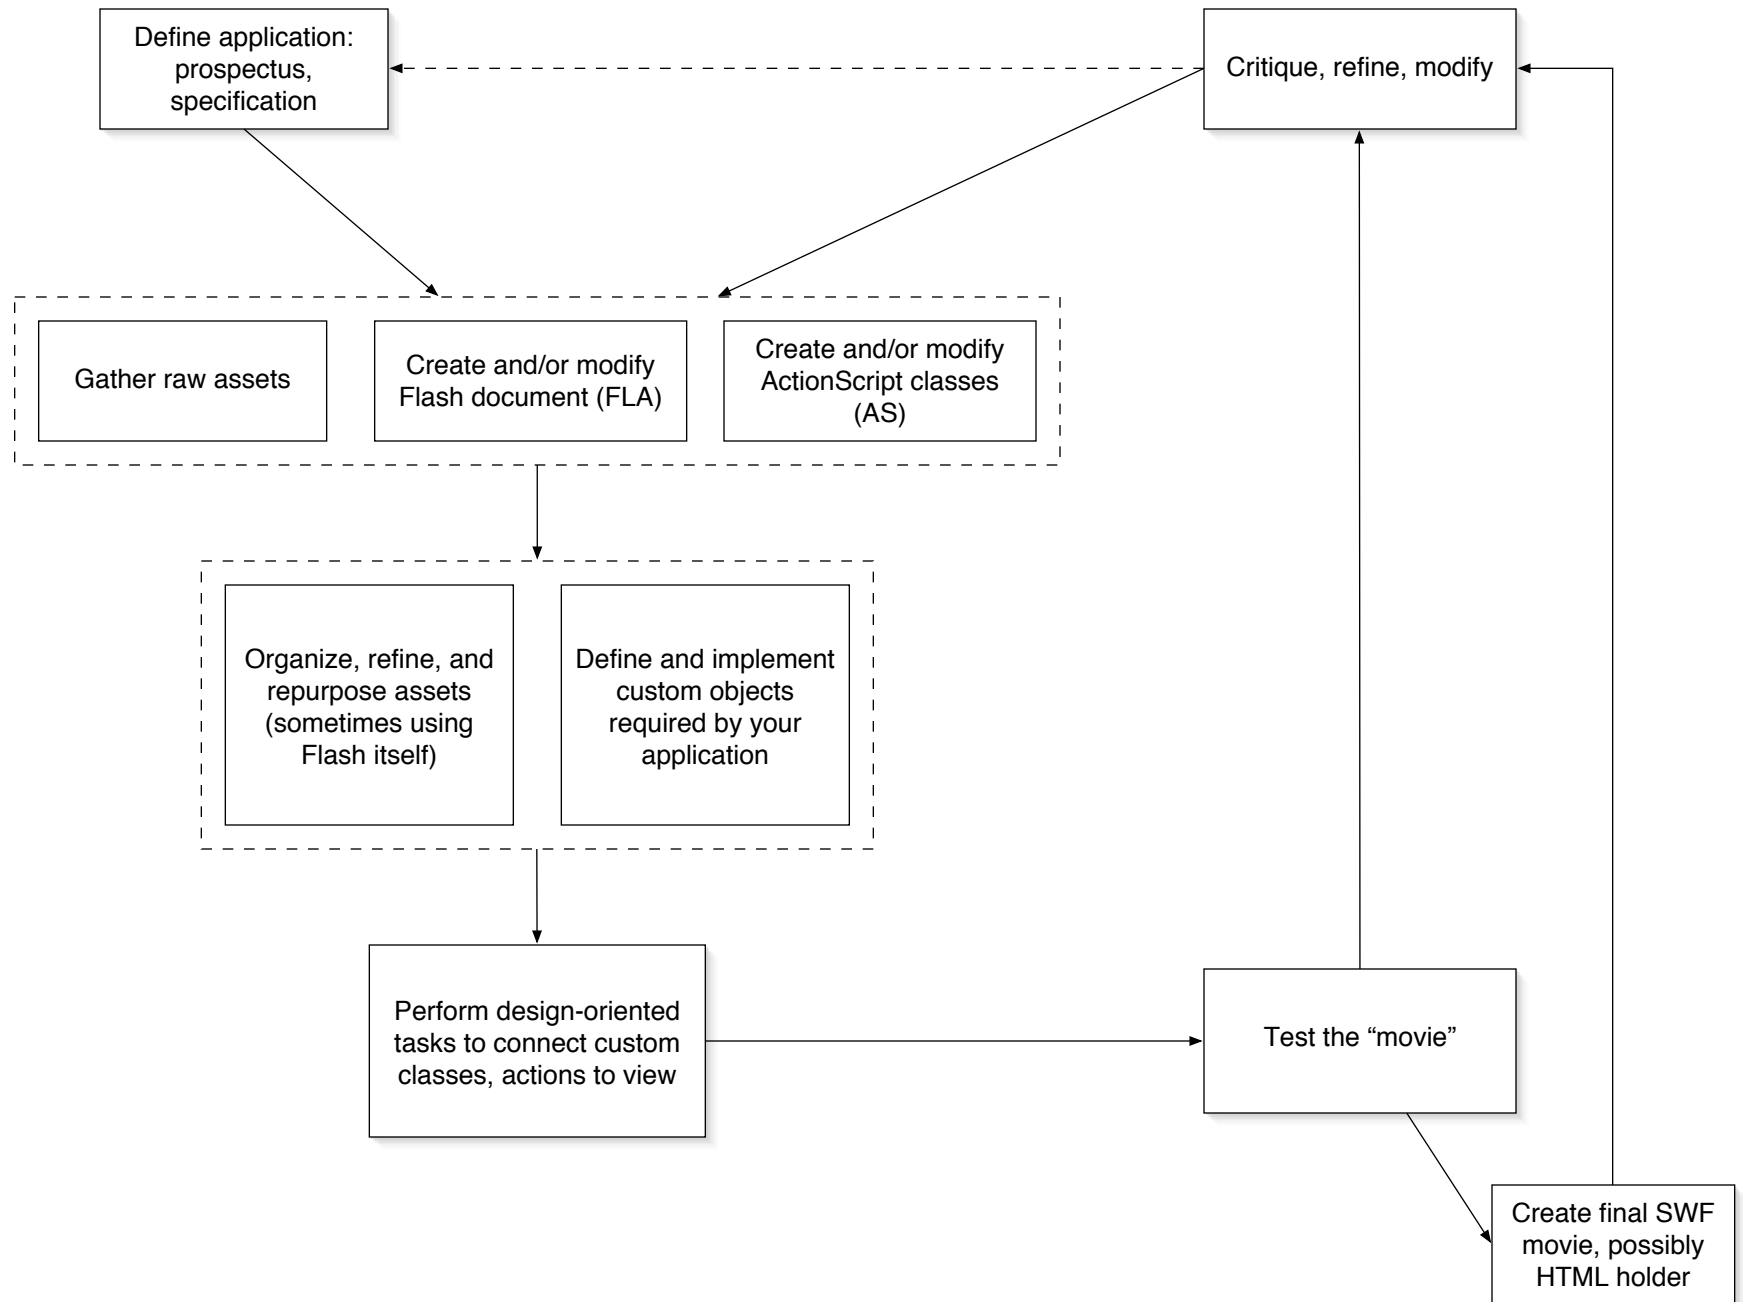 Define application:
prospectus,
specification
Critique, refine, modify
Gather raw assets
Create and/or modify
Flash document (FLA)
Create and/or modify
ActionScript classes
(AS)
Organize, refine, and
repurpose assets
(sometimes using
Flash itself)
Define and implement
custom objects
required by your
application
Perform design-oriented
tasks to connect custom
classes, actions to view
Test the “movie”
Create final SWF
movie, possibly
HTML holder